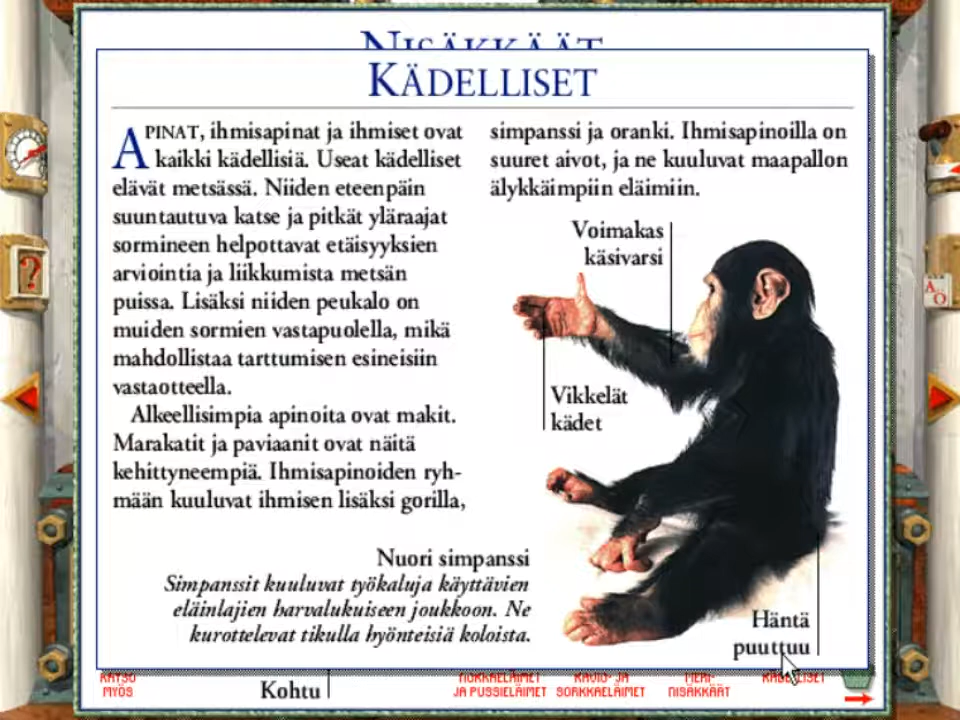 NISÄKKÄÄT
KÄDELLISET
APINAT, ihmisapinat ja ihmiset ovat
kaikki kädellisiä. Useat kädelliset
elävät metsässä. Niiden eteenpäin
suuntautuva katse ja pitkät yläraajat
sormineen helpottavat etäisyyksien
arviointia ja liikkumista metsän
puissa. Lisäksi niiden peukalo on
muiden sormien vastapuolella, mikä
mahdollistaa tarttumisen esineisiin
vastaotteella.
Alkeellisimpia apinoita ovat makit.
Marakatit ja paviaanit ovat näitä
kehittyneempiä. Ihmisapinoiden ryh-
mään kuuluvat ihmisen lisäksi gorilla,
simpanssi ja oranki. Ihmisapinoilla on
suuret aivot, ja ne kuuluvat maapallon
älykkäimpiin eläimiin.
Voimakas
käsivarsi
Vikkelät
kädet
Nuori simpanssi
Simpanssit kuuluvat työkaluja käyttävien
eläinlajien harvalukuiseen joukkoon. Ne
kurottelevat tikulla hyönteisiä koloista.
Häntä
puuttuu
?
A
O
KATSO
MYÖS
Kohtu
NOKKAELÄIMET
JA PUSSIELÄIMET
KAVIO- JA
SORKKAELÄIMET
MERI-
NISÄKKÄÄT
KÄDELLISET